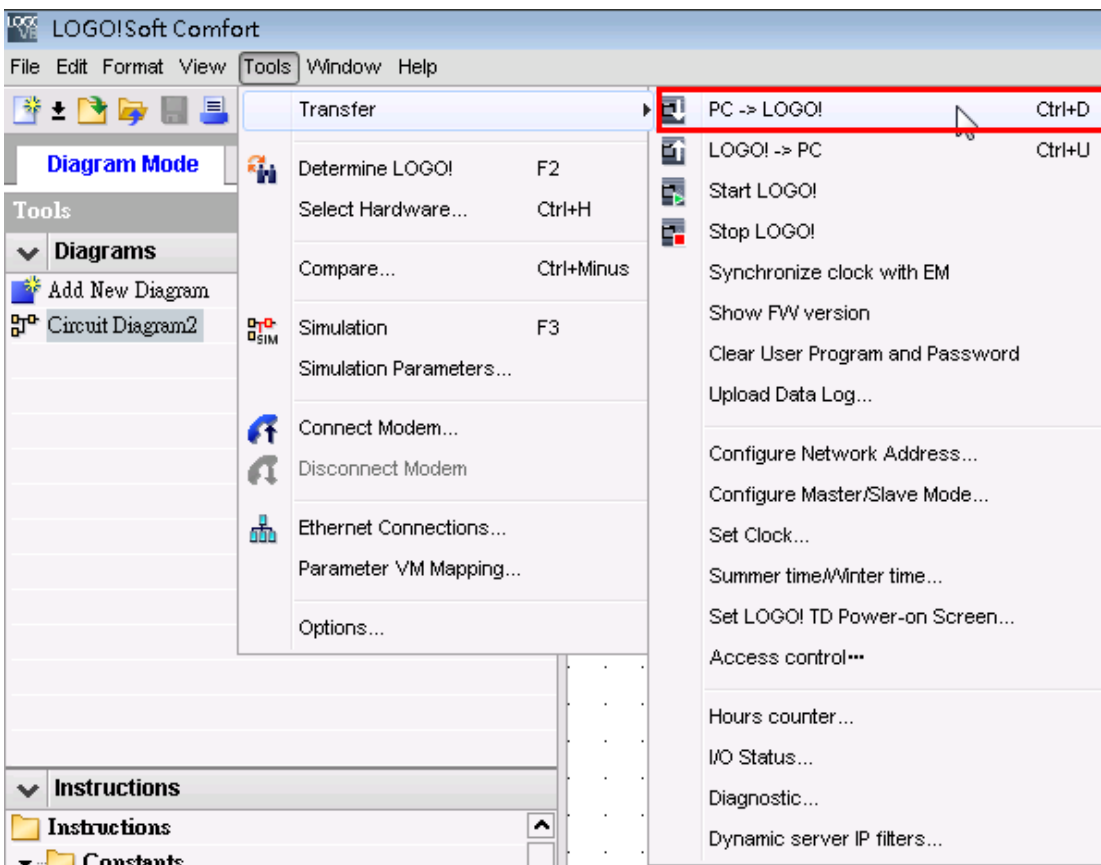 LOGO!Soft Comfort
File Edit Format View Tools Window Help
Diagram Mode
Tools
Diagrams
Add New Diagram
Circuit Diagram2
Instructions
Instructions
Constants
Transfer
Determine LOGO! F2
Select Hardware... Ctrl+H
Compare... Ctrl+Minus
SIM Simulation F3
Simulation Parameters...
Connect Modem...
Disconnect Modem
Ethernet Connections...
Parameter VM Mapping...
Options...
PC -> LOGO! Ctrl+D
LOGO! -> PC Ctrl+U
Start LOGO!
Stop LOGO!
Synchronize clock with EM
Show FW version
Clear User Program and Password
Upload Data Log...
Configure Network Address...
Configure Master/Slave Mode...
Set Clock...
Summer time/Winter time...
Set LOGO! TD Power-on Screen...
Access control···
Hours counter...
I/O Status...
Diagnostic...
Dynamic server IP filters...